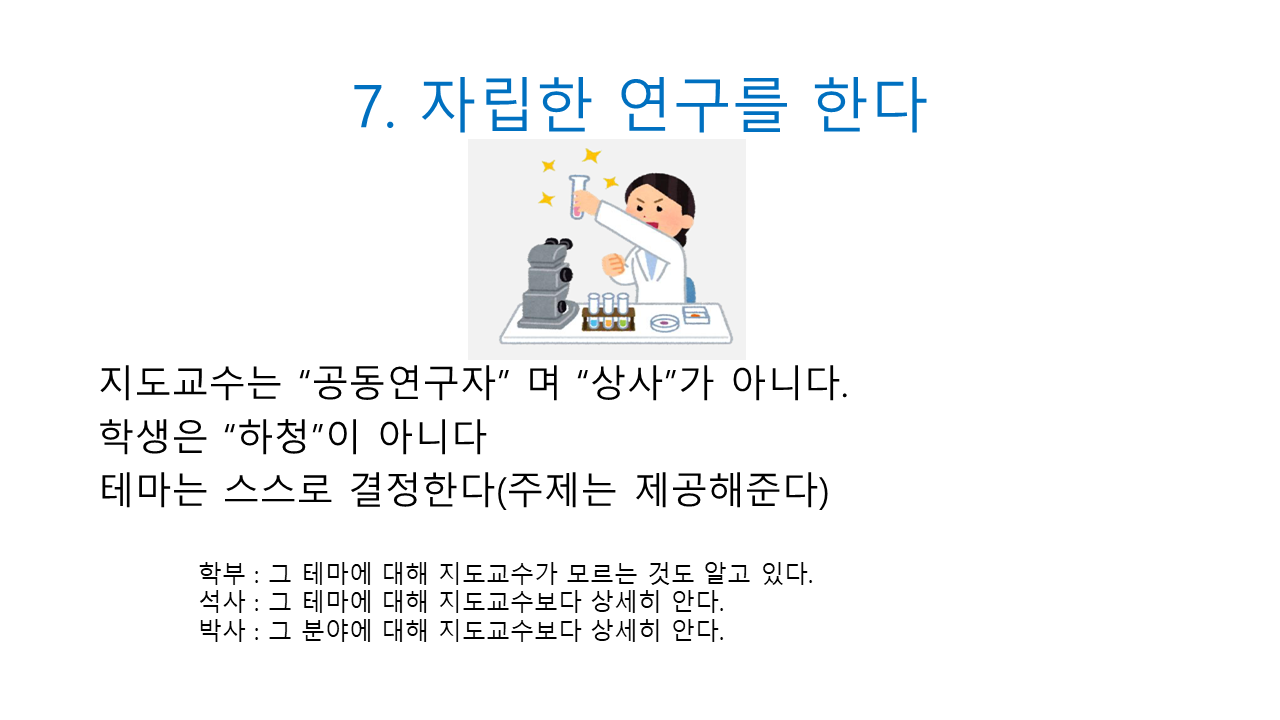 7. 자립한 연구를 한다
지도교수는 “공동연구자” 며 “상사”가 아니다.
학생은 “하청”이 아니다
테마는 스스로 결정한다(주제는 제공해준다)
학부 : 그 테마에 대해 지도교수가 모르는 것도 알고 있다.
석사 : 그 테마에 대해 지도교수보다 상세히 안다.
박사 : 그 분야에 대해 지도교수보다 상세히 안다.